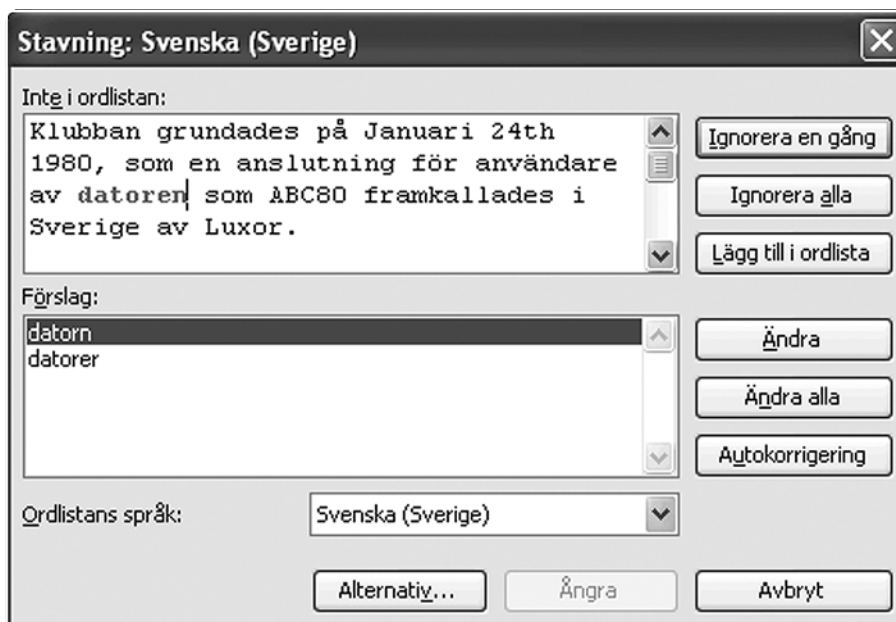 Stavning: Svenska (Sverige)
Inte i ordlistan:
Klubban grundades på Januari 24th
1980, som en anslutning för användare
av datoren som ABC80 framkallades i
Sverige av Luxor.
Ignorera en gång
Ignorera alla
Lägg till i ordlista
Förslag:
datorn
datorer
Ändra
Ändra alla
Autokorrigering
Ordlistans språk:
Svenska (Sverige)
Alternativ...
Ångra
Avbryt